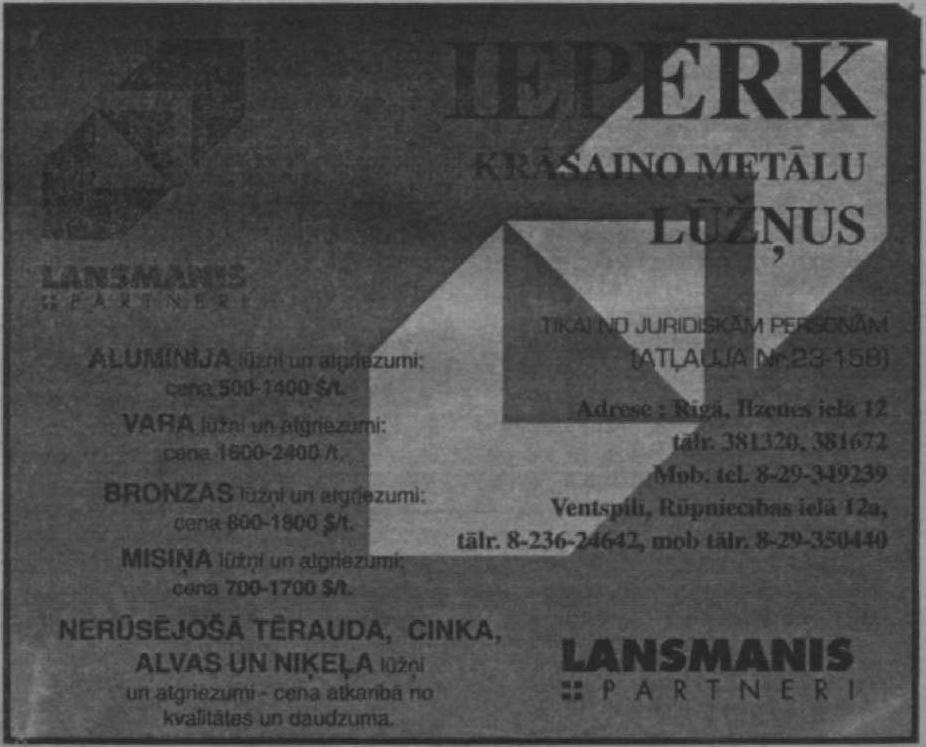 IEPĒRK
KRĀSAINO METĀLU
LŪŽŅUS
LANSMANIS
PARTNERI
TIKAI NO JURIDISKĀM PERSONĀM
(ATĻAUJA Nr.23-158)
ALUMĪNIJA lūžņi un atgriezumi:
cena 500-1400 $/t.
VARA lūžņi un atgriezumi:
cena 1600-2400 /t.
BRONZAS lūžņi un atgriezumi:
cena 800-1800 $/t.
MISIŅA lūžņi un atgriezumi:
cena 700-1700 $/t.
NERŪSĒJOŠĀ TĒRAUDA, CINKA,
ALVAS UN NIĶEĻA lūžņi
un atgriezumi - cena atkarībā no
kvalitātes un daudzuma.
Adrese : Rīgā, Ilzenes ielā 12
tālr. 381320, 381672
Mob. tel. 8-29-349239
Ventspilī, Rūpniecības ielā 12a,
tālr. 8-236-24642, mob tālr. 8-29-350440
LANSMANIS
PARTNERI